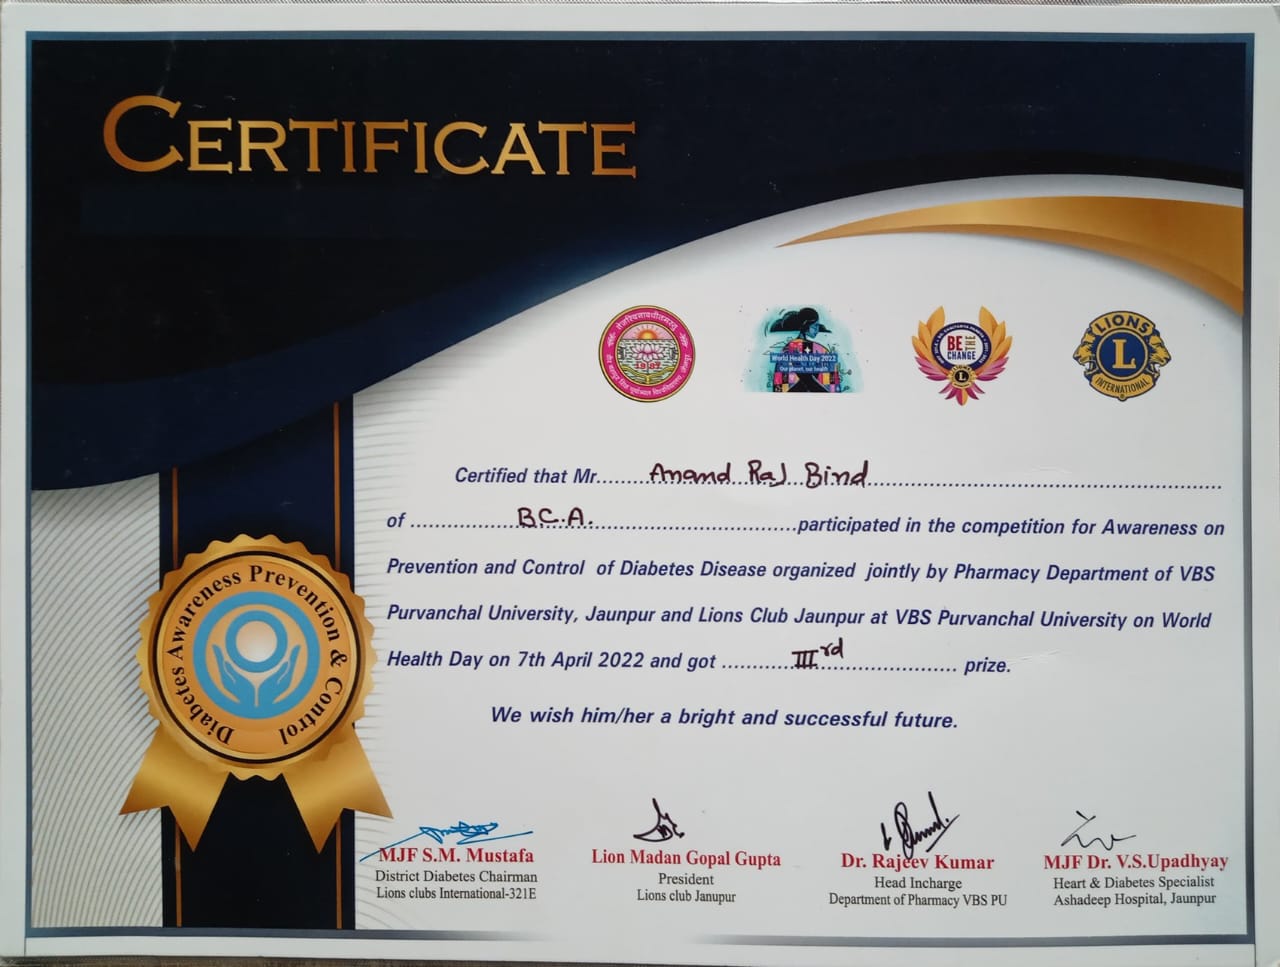 CERTIFICATE
World Health Day 2022
Our planet, our health
BE THE
CHANGE
L
LIONS
L
INTERNATIONAL
1987
Certified that Mr. Anand Raj Bind
of B.C.A. participated in the competition for Awareness on
Prevention and Control of Diabetes Disease organized jointly by Pharmacy Department of VBS
Purvanchal University, Jaunpur and Lions Club Jaunpur at VBS Purvanchal University on World
Health Day on 7th April 2022 and got IIIrd prize.
We wish him/her a bright and successful future.
Diabetes Awareness Prevention & Control
MJF S.M. Mustafa
District Diabetes Chairman
Lions clubs International-321E
Lion Madan Gopal Gupta
President
Lions club Janupur
Dr. Rajeev Kumar
Head Incharge
Department of Pharmacy VBS PU
MJF Dr. V.S.Upadhyay
Heart & Diabetes Specialist
Ashadeep Hospital, Jaunpur